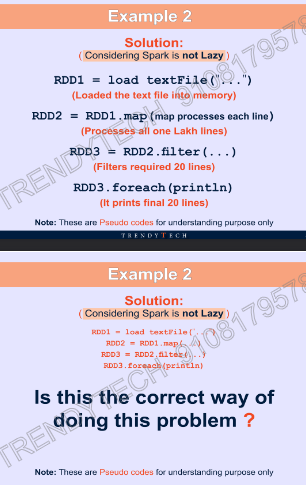 Example 2
Solution:
( Considering Spark is not Lazy )
RDD1 = load textFile("...")
(Loaded the text file into memory)
RDD2 = RDD1.map(map processes each line)
(Processes all one Lakh lines)
RDD3 = RDD2.filter(...)
(Filters required 20 lines)
RDD3.foreach(println)
(It prints final 20 lines)
Note: These are Pseudo codes for understanding purpose only
TRENDYTECH
TRENDYTECH 9108179578
Example 2
Solution:
( Considering Spark is not Lazy )
RDD1 = load textFile("...")
RDD2 = RDD1.map(...)
RDD3 = RDD2.filter(...)
RDD3.foreach(println)
Is this the correct way of
doing this problem ?
Note: These are Pseudo codes for understanding purpose only
TRENDYTECH 9108179578